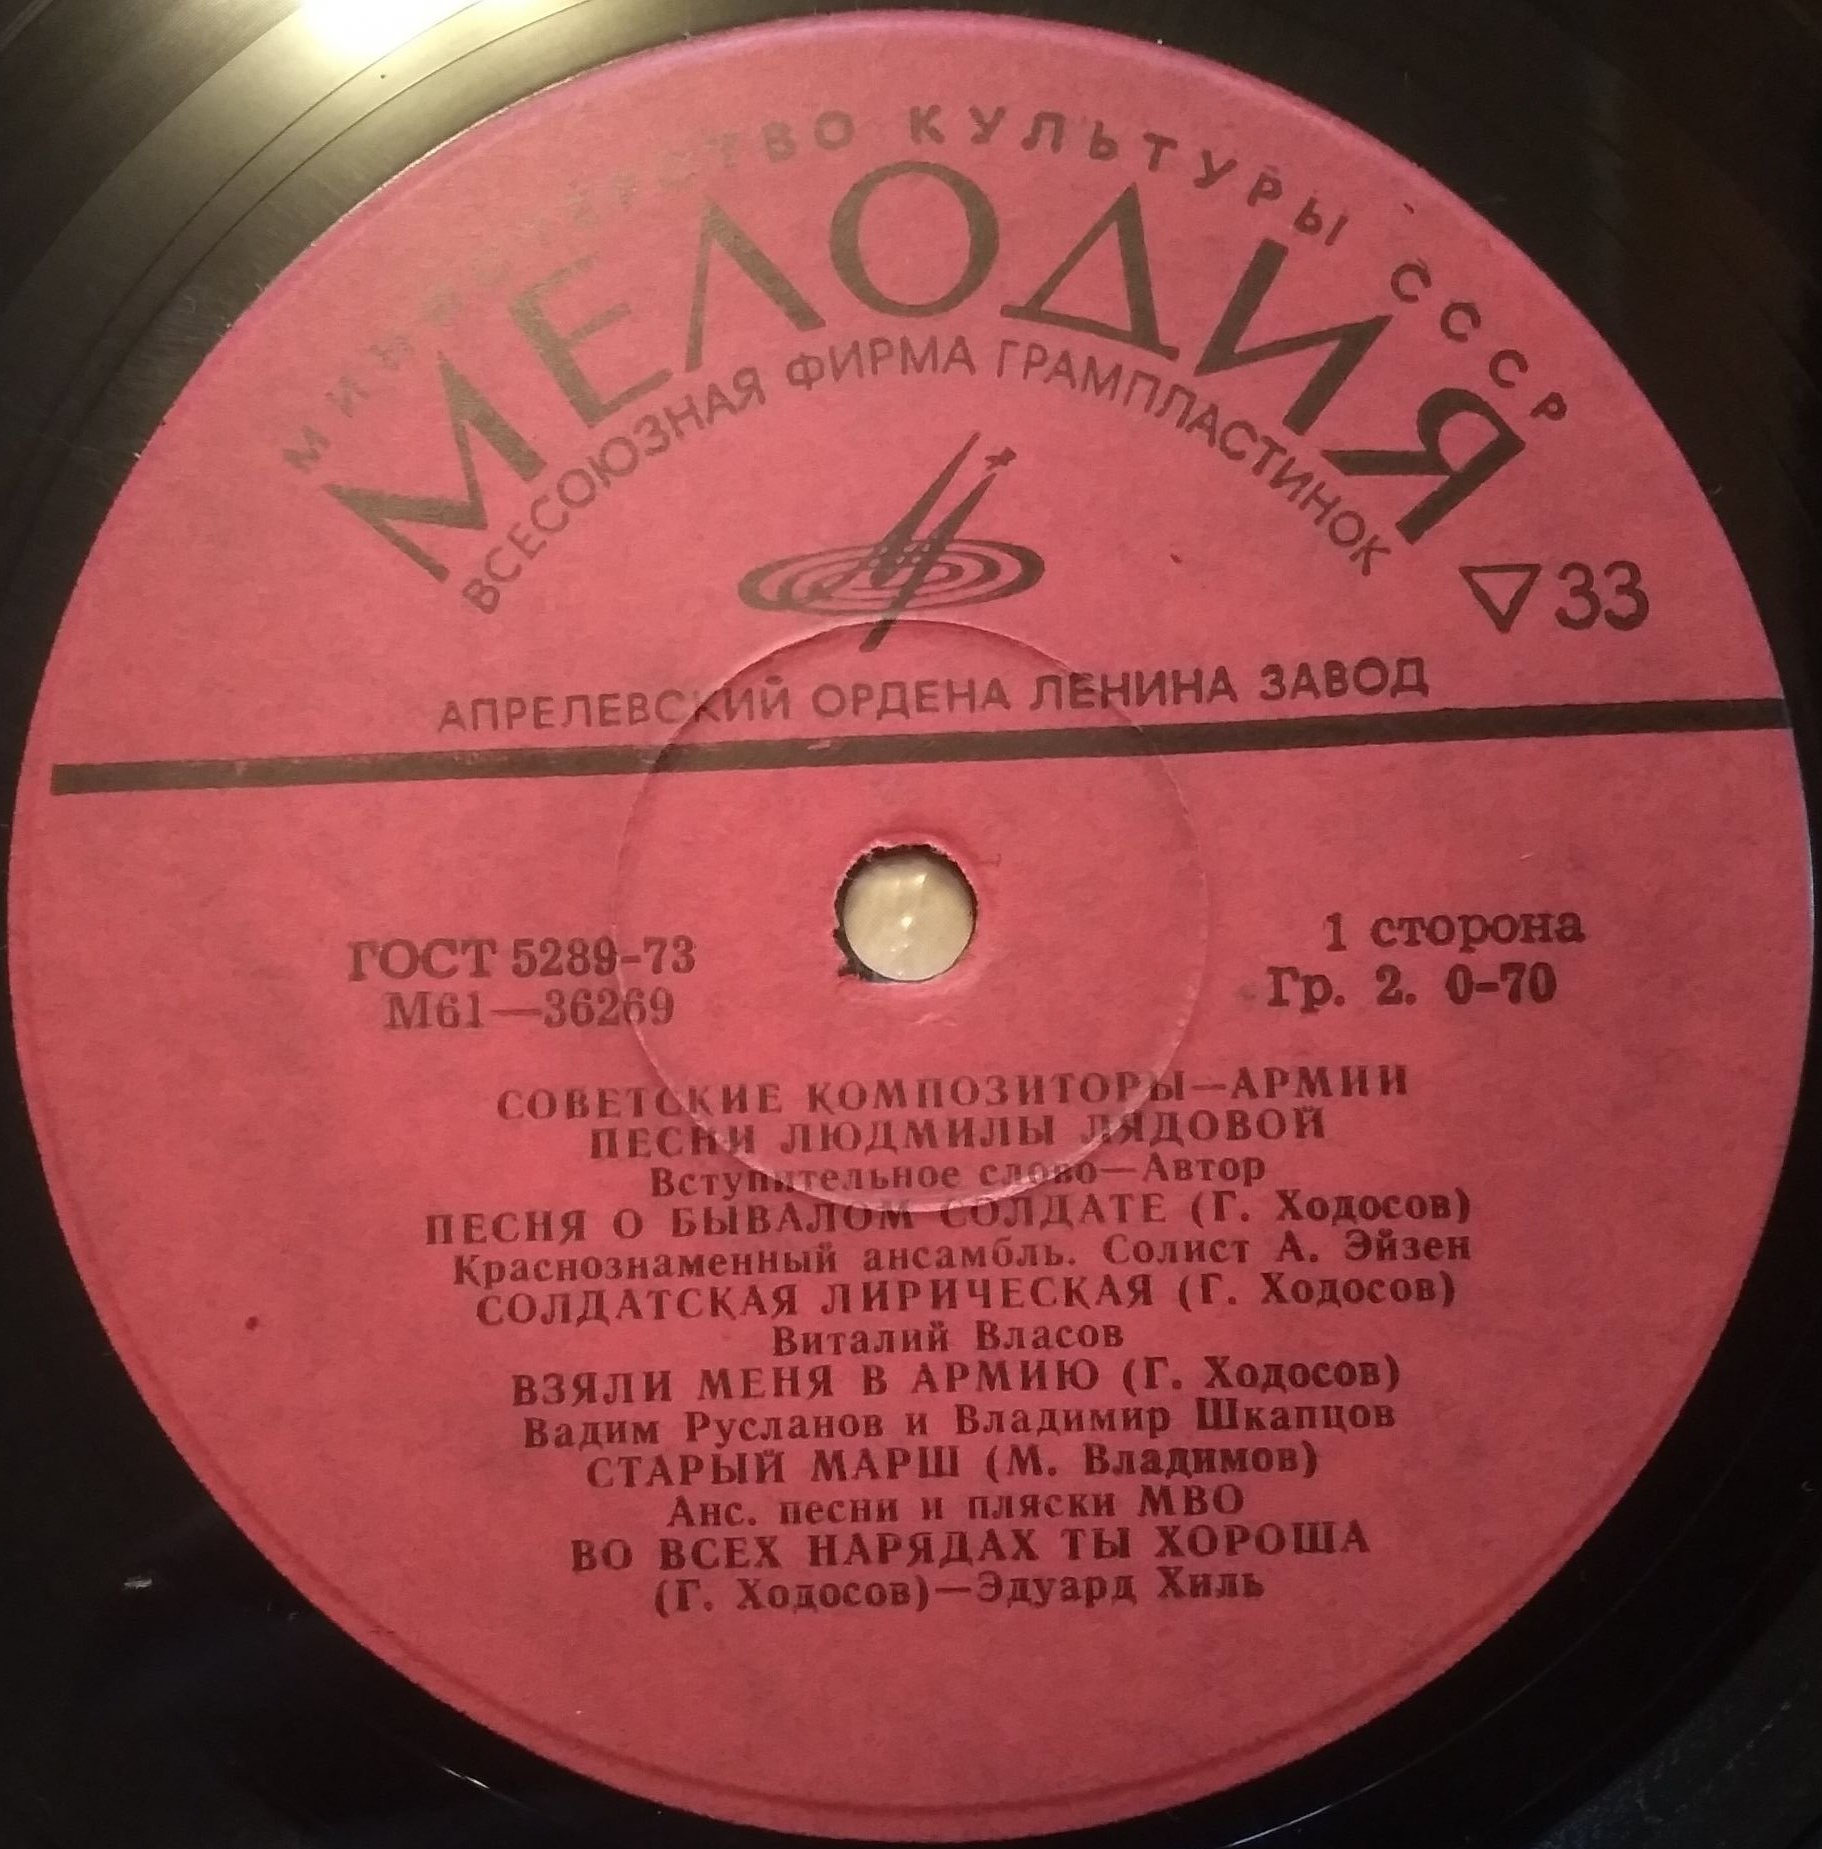 МИНИСТЕРСТВО КУЛЬТУРЫ СССР
МЕЛОДИЯ
ВСЕСОЮЗНАЯ ФИРМА ГРАМПЛАСТИНОК
33
АПРЕЛЕВСКИЙ ОРДЕНА ЛЕНИНА ЗАВОД
ГОСТ 5289-73
М61—36269
1 сторона
Гр. 2. 0-70
СОВЕТСКИЕ КОМПОЗИТОРЫ—АРМИИ
ПЕСНИ ЛЮДМИЛЫ ЛЯДОВОЙ
Вступительное слово—Автор
ПЕСНЯ О БЫВАЛОМ СОЛДАТЕ (Г. Ходосов)
Краснознаменный ансамбль. Солист А. Эйзен
СОЛДАТСКАЯ ЛИРИЧЕСКАЯ (Г. Ходосов)
Виталий Власов
ВЗЯЛИ МЕНЯ В АРМИЮ (Г. Ходосов)
Вадим Русланов и Владимир Шкапцов
СТАРЫЙ МАРШ (М. Владимов)
Анс. песни и пляски МВО
ВО ВСЕХ НАРЯДАХ ТЫ ХОРОША
(Г. Ходосов)—Эдуард Хиль